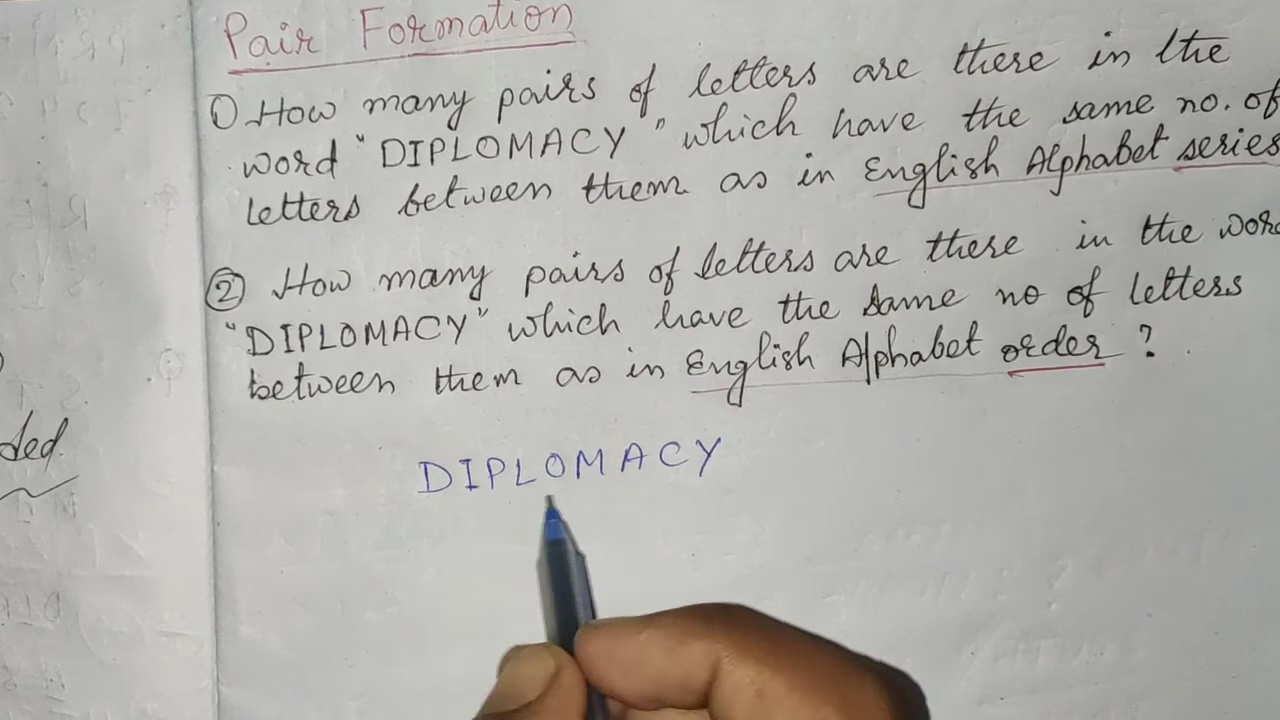 Pair Formation
1) How many pairs of letters are there in the
word "DIPLOMACY" which have the same no. of
letters between them as in English Alphabet series
2 How many pairs of letters are there in the word
"DIPLOMACY" which have the same no of letters
between them as in English Alphabet order ?
ded.
DIPLOMACY